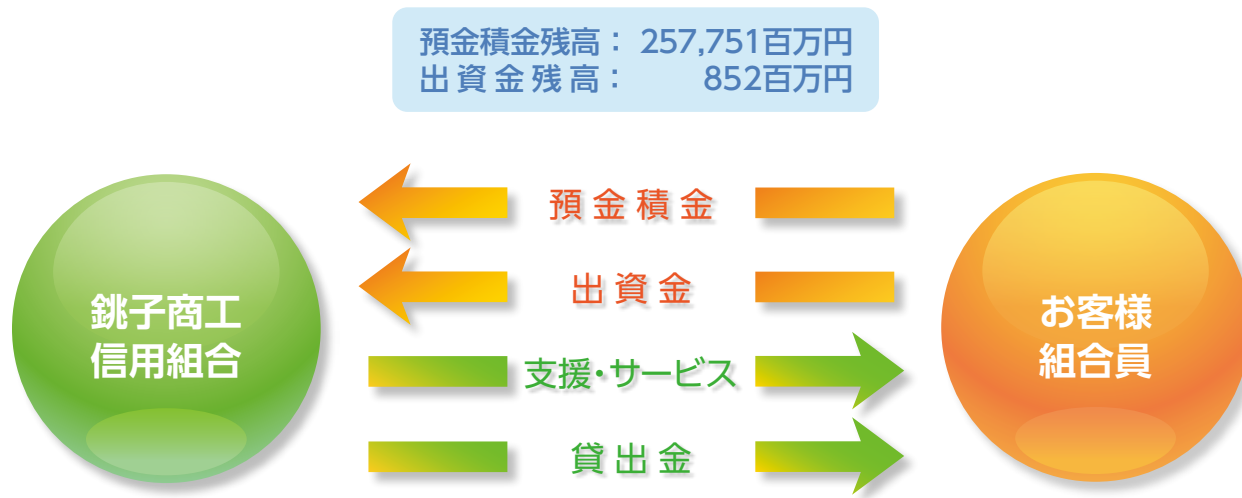 預金積金残高： 257,751百万円
出資金残高： 852百万円
預金積金
出資金
銚子商工
信用組合
お客様
組合員
支援・サービス
貸出金